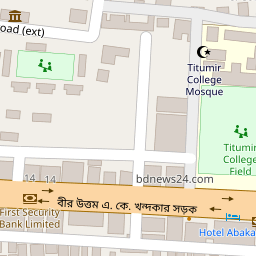 oad (ext)
Titumir
College
Mosque
Titumir
College
Field
bdnews24.com
14
14
বীর উত্তম এ. কে. খন্দকার সড়ক
First Security
Bank Limited
Hotel Abaka